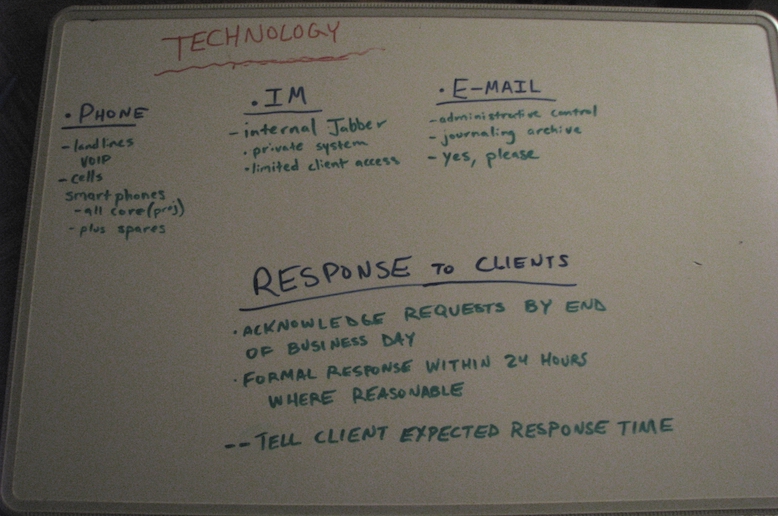 TECHNOLOGY
• PHONE
- landlines
VOIP
- cells
smartphones
- all core (proj)
- plus spares
• IM
- internal Jabber
• private system
• limited client access
• E-MAIL
- administrative control
- journaling archive
- yes, please
RESPONSE TO CLIENTS
• ACKNOWLEDGE REQUESTS BY END
OF BUSINESS DAY
• FORMAL RESPONSE WITHIN 24 HOURS
WHERE REASONABLE
-- TELL CLIENT EXPECTED RESPONSE TIME